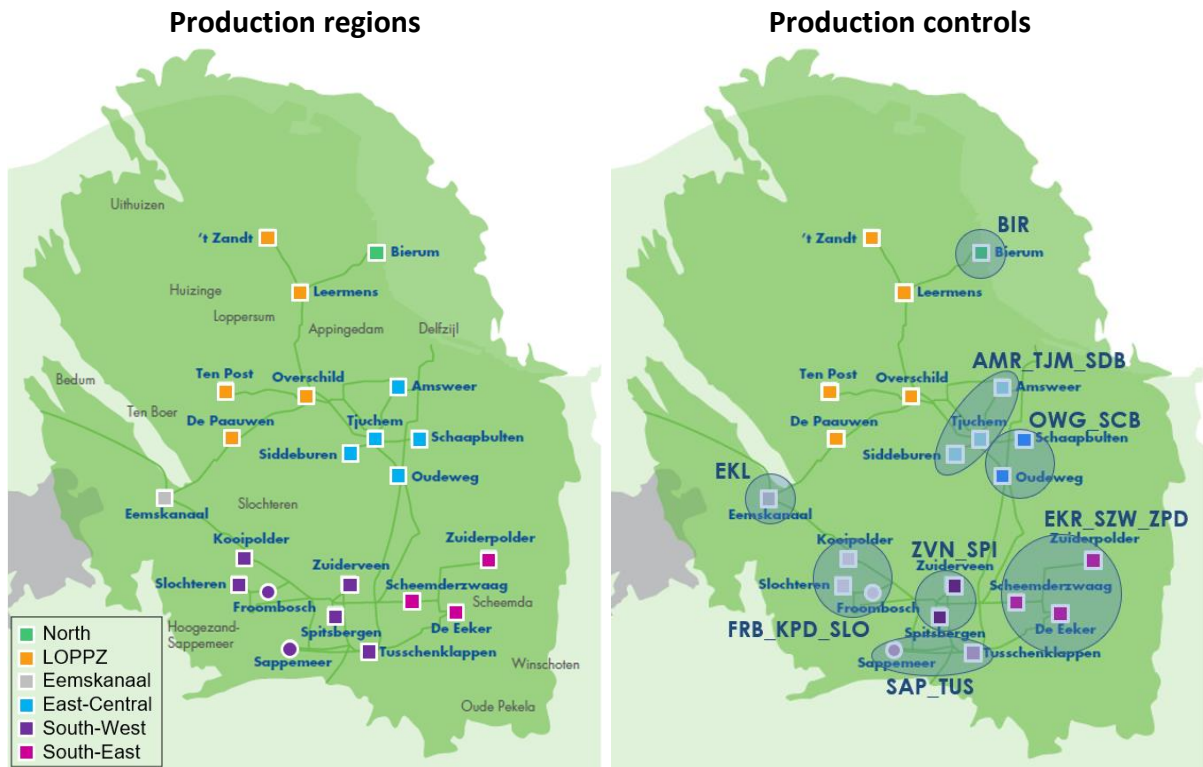 Production regions
Uithuizen
't Zandt
Bierum
Huizinge
Leermens
Loppersum
Appingedam
Delfzijl
Bedum
Ten Post
Overschild
Amsweer
Ten Boer
De Paauwen
Tjuchem
Schaapbulten
Siddeburen
Oudeweg
Slochteren
Eemskanaal
Kooipolder
Zuiderpolder
Zuiderveen
Slochteren
Scheemderzwaag
Froombosch
Scheemda
Hoogezand-
Sappemeer
Spitsbergen
De Eeker
Sappemeer
Tusschenklappen
Winschoten
Oude Pekela
North
LOPPZ
Eemskanaal
East-Central
South-West
South-East
Production controls
BIR
't Zandt
Bierum
Leermens
AMR_TJM_SDB
Ten Post
Overschild
Amsweer
De Paauwen
Tjuchem
OWG_SCB
Schaapbulten
Siddeburen
EKL
Oudeweg
Eemskanaal
EKR_SZW_ZPD
Kooipolder
ZVN_SPI
Zuiderpolder
Zuiderveen
Slochteren
Scheemderzwaag
Froombosch
FRB_KPD_SLO
Spitsbergen
De Eeker
Sappemeer
Tusschenklappen
SAP_TUS